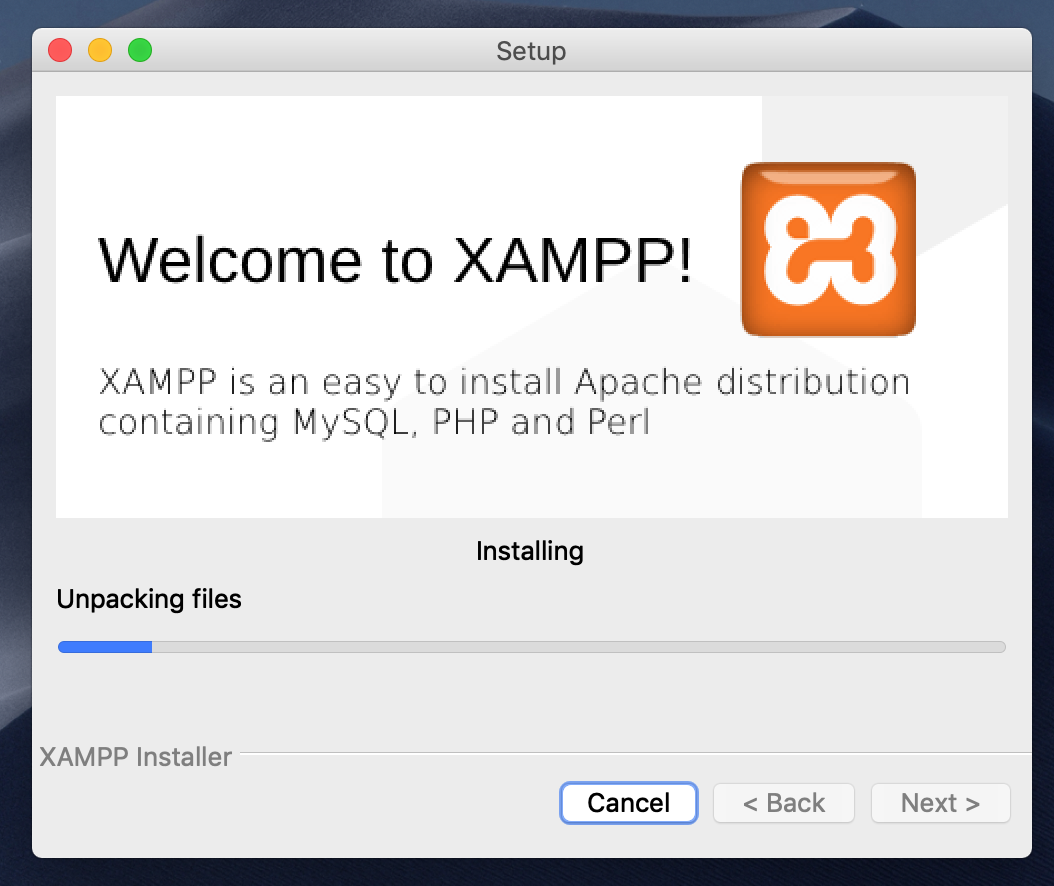 Setup
Welcome to XAMPP!
XAMPP is an easy to install Apache distribution
containing MySQL, PHP and Perl
Installing
Unpacking files
XAMPP Installer
Cancel
< Back
Next >